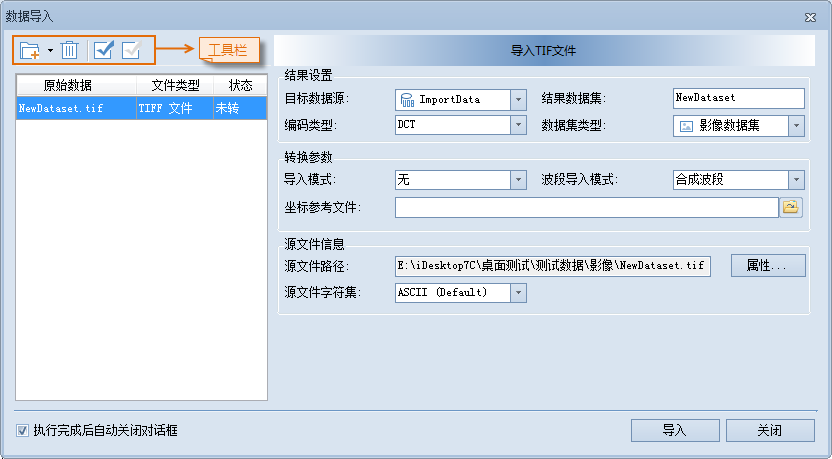 数据导入
工具栏
导入TIF文件
原始数据 文件类型 状态
NewDataset.tif TIFF 文件 未转
结果设置
目标数据源: ImportData 结果数据集: NewDataset
编码类型: DCT 数据集类型: 影像数据集
转换参数
导入模式: 无 波段导入模式: 合成波段
坐标参考文件:
源文件信息
源文件路径: E:\iDesktop7C\桌面测试\测试数据\影像\NewDataset.tif 属性...
源文件字符集: ASCII (Default)
执行完成后自动关闭对话框 导入 关闭